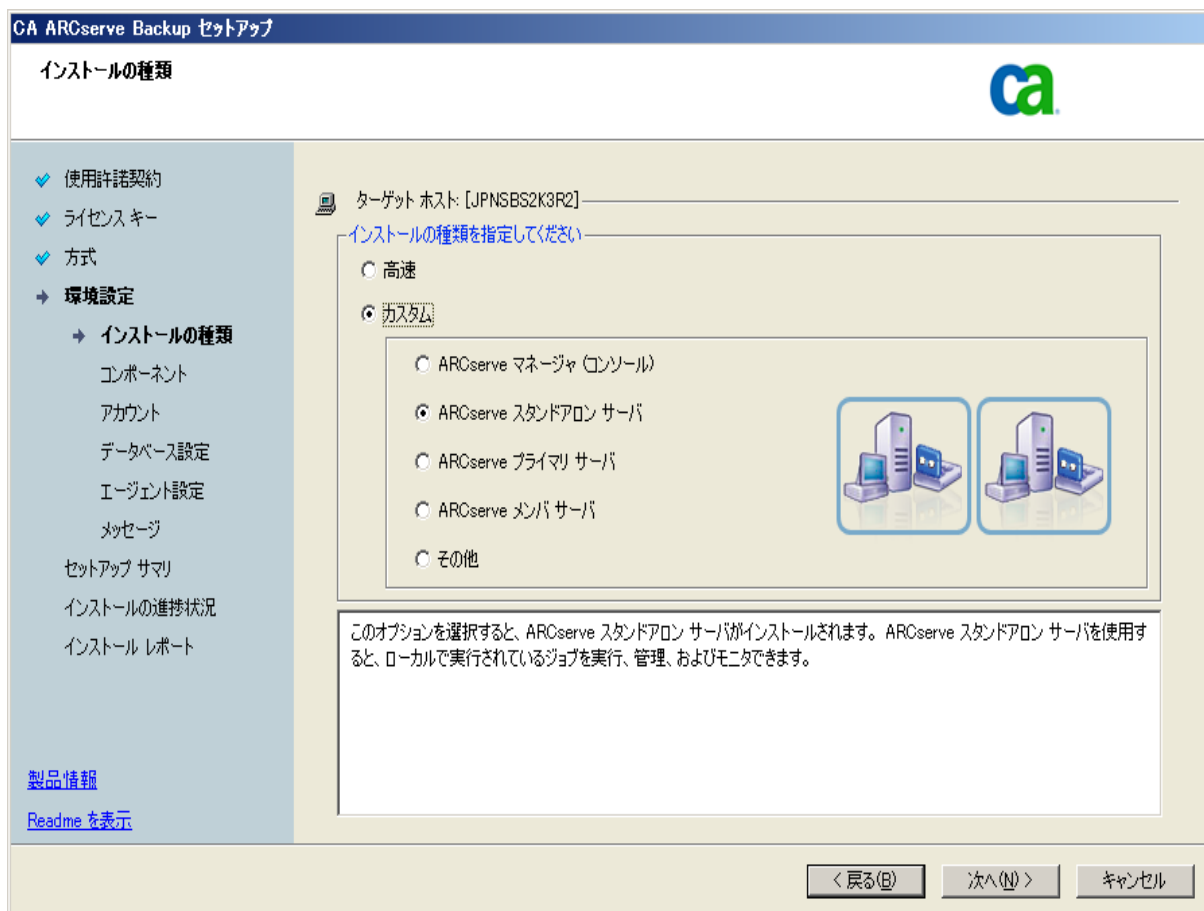 CA ARCserve Backup セットアップ
インストールの種類
ca
使用許諾契約
ライセンス キー
方式
環境設定
インストールの種類
コンポーネント
アカウント
データベース設定
エージェント設定
メッセージ
セットアップ サマリ
インストールの進捗状況
インストール レポート
製品情報
Readme を表示
ターゲット ホスト: [JPNSBS2K3R2]
インストールの種類を指定してください
高速
カスタム
ARCserve マネージャ (コンソール)
ARCserve スタンドアロン サーバ
ARCserve プライマリ サーバ
ARCserve メンバ サーバ
その他
このオプションを選択すると、ARCserve スタンドアロン サーバがインストールされます。 ARCserve スタンドアロン サーバを使用す
ると、ローカルで実行されているジョブを実行、管理、およびモニタできます。
< 戻る(B)
次へ(N) >
キャンセル